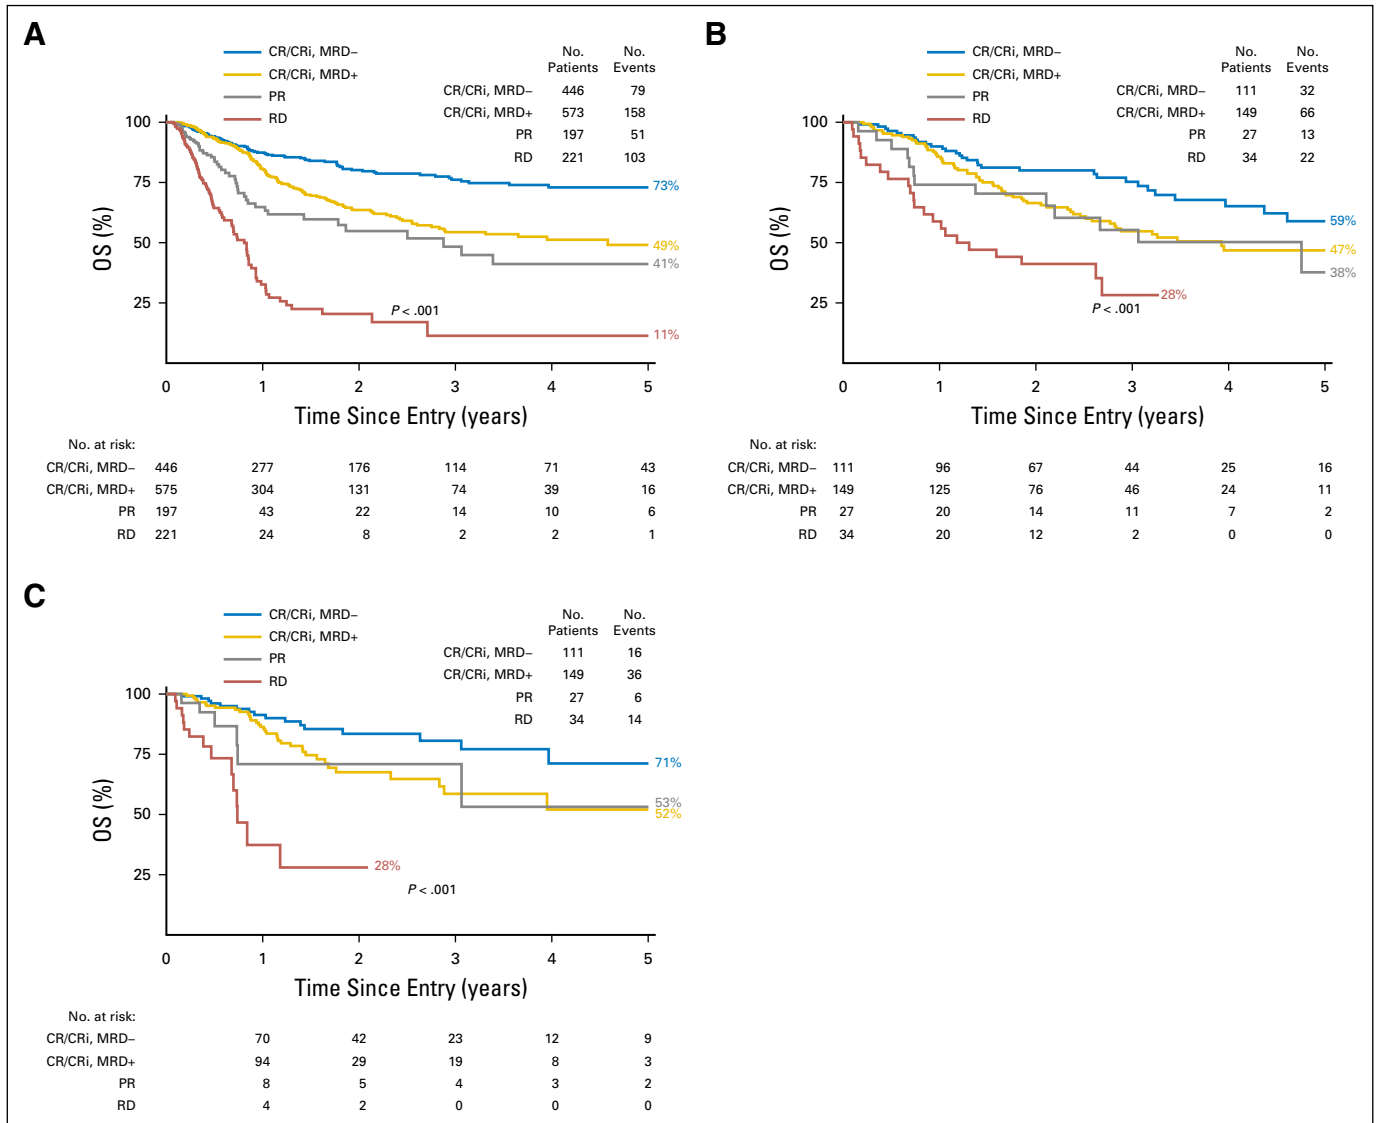 A
CR/CRi, MRD–
CR/CRi, MRD+
PR
RD
No. No.
Patients Events
CR/CRi, MRD– 446 79
CR/CRi, MRD+ 573 158
PR 197 51
RD 221 103
100
75
50
25
OS (%)
73%
49%
41%
11%
P < .001
0 1 2 3 4 5
Time Since Entry (years)
No. at risk:
CR/CRi, MRD– 446 277 176 114 71 43
CR/CRi, MRD+ 575 304 131 74 39 16
PR 197 43 22 14 10 6
RD 221 24 8 2 2 1
B
CR/CRi, MRD–
CR/CRi, MRD+
PR
RD
No. No.
Patients Events
CR/CRi, MRD– 111 32
CR/CRi, MRD+ 149 66
PR 27 13
RD 34 22
100
75
50
25
OS (%)
59%
47%
38%
28%
P < .001
0 1 2 3 4 5
Time Since Entry (years)
No. at risk:
CR/CRi, MRD– 111 96 67 44 25 16
CR/CRi, MRD+ 149 125 76 46 24 11
PR 27 20 14 11 7 2
RD 34 20 12 2 0 0
C
CR/CRi, MRD–
CR/CRi, MRD+
PR
RD
No. No.
Patients Events
CR/CRi, MRD– 111 16
CR/CRi, MRD+ 149 36
PR 27 6
RD 34 14
100
75
50
25
OS (%)
71%
53%
52%
28%
P < .001
0 1 2 3 4 5
Time Since Entry (years)
No. at risk:
CR/CRi, MRD– 70 42 23 12 9
CR/CRi, MRD+ 94 29 19 8 3
PR 8 5 4 3 2
RD 4 2 0 0 0